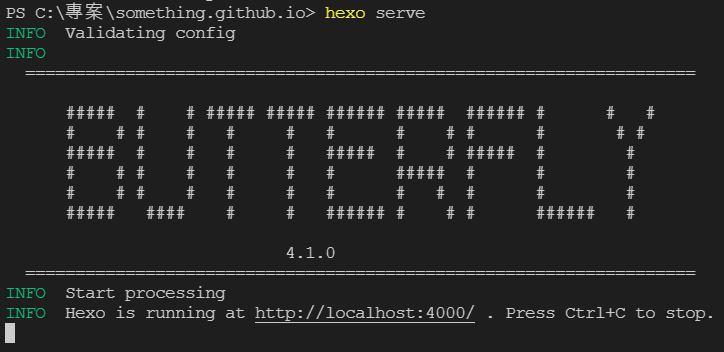 PS C:\專案\something.github.io> hexo serve
INFO  Validating config
INFO
  ===================================================================
      #####  #    # ##### ##### ###### #####  ###### #      #   #
      #    # #    #   #     #   #      #    # #      #       # #
      #####  #    #   #     #   #####  #    # #####  #        #
      #    # #    #   #     #   #      #####  #      #        #
      #    # #    #   #     #   #      #   #  #      #        #
      #####   ####    #     #   ###### #    # #      ######   #
                            4.1.0
  ===================================================================
INFO  Start processing
INFO  Hexo is running at http://localhost:4000/ . Press Ctrl+C to stop.